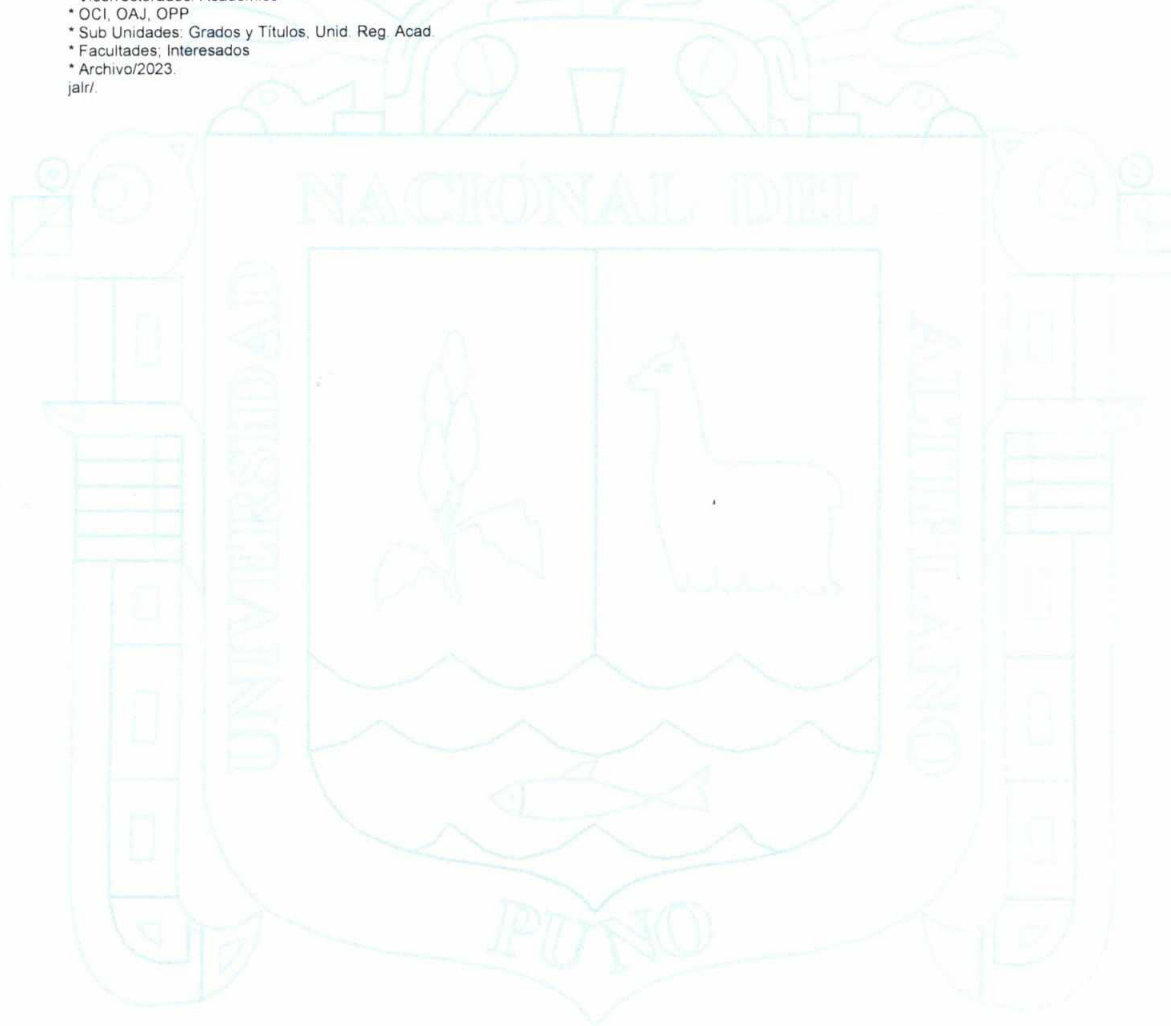 * OCI, OAJ, OPP
* Sub Unidades: Grados y Títulos, Unid. Reg. Acad.
* Facultades; Interesados
* Archivo/2023.
jalr/.
NACIONAL DEL
UNIVERSIDAD
ALTIPLANO
PUNO